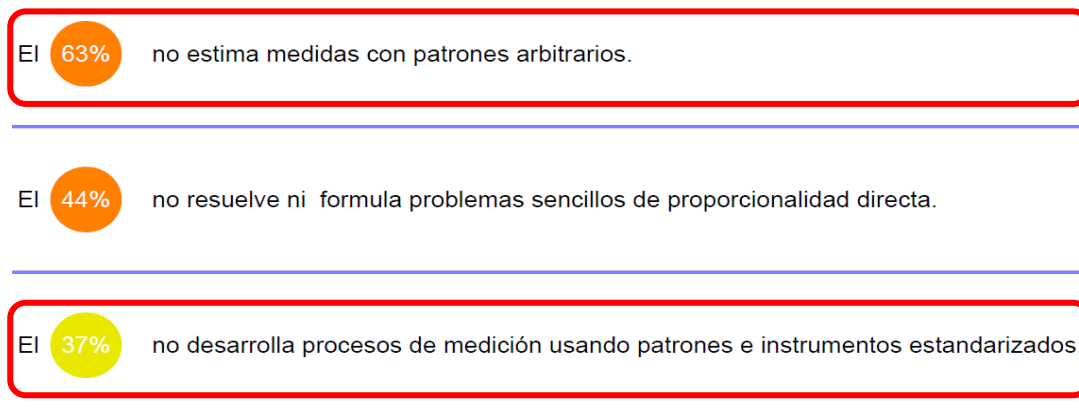 El 63% no estima medidas con patrones arbitrarios.
El 44% no resuelve ni formula problemas sencillos de proporcionalidad directa.
El 37% no desarrolla procesos de medición usando patrones e instrumentos estandarizados.